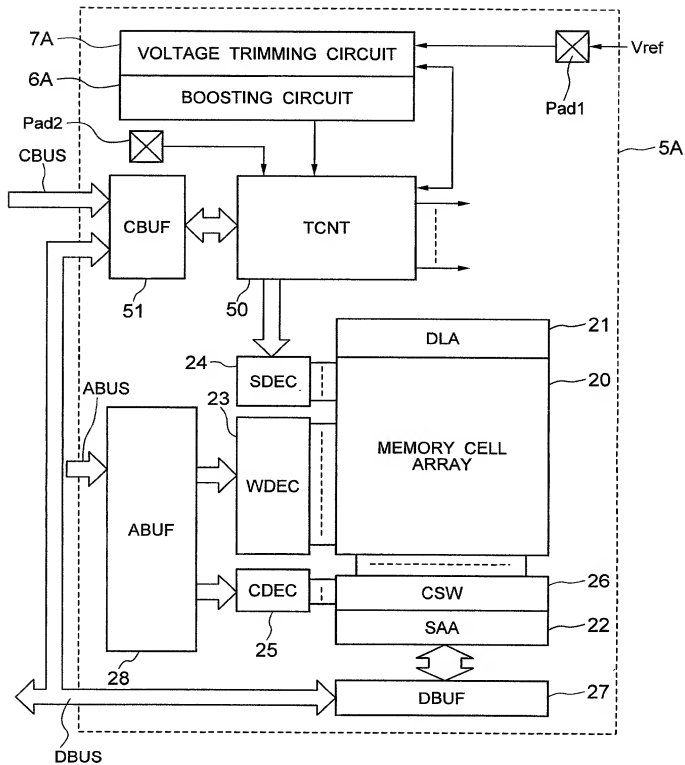 7A
VOLTAGE TRIMMING CIRCUIT
Vref
6A
BOOSTING CIRCUIT
Pad1
Pad2
5A
CBUS
CBUF
TCNT
51
50
DLA
21
24
SDEC
20
ABUS
23
MEMORY CELL
ARRAY
WDEC
ABUF
CDEC
CSW
26
25
SAA
22
28
DBUF
27
DBUS